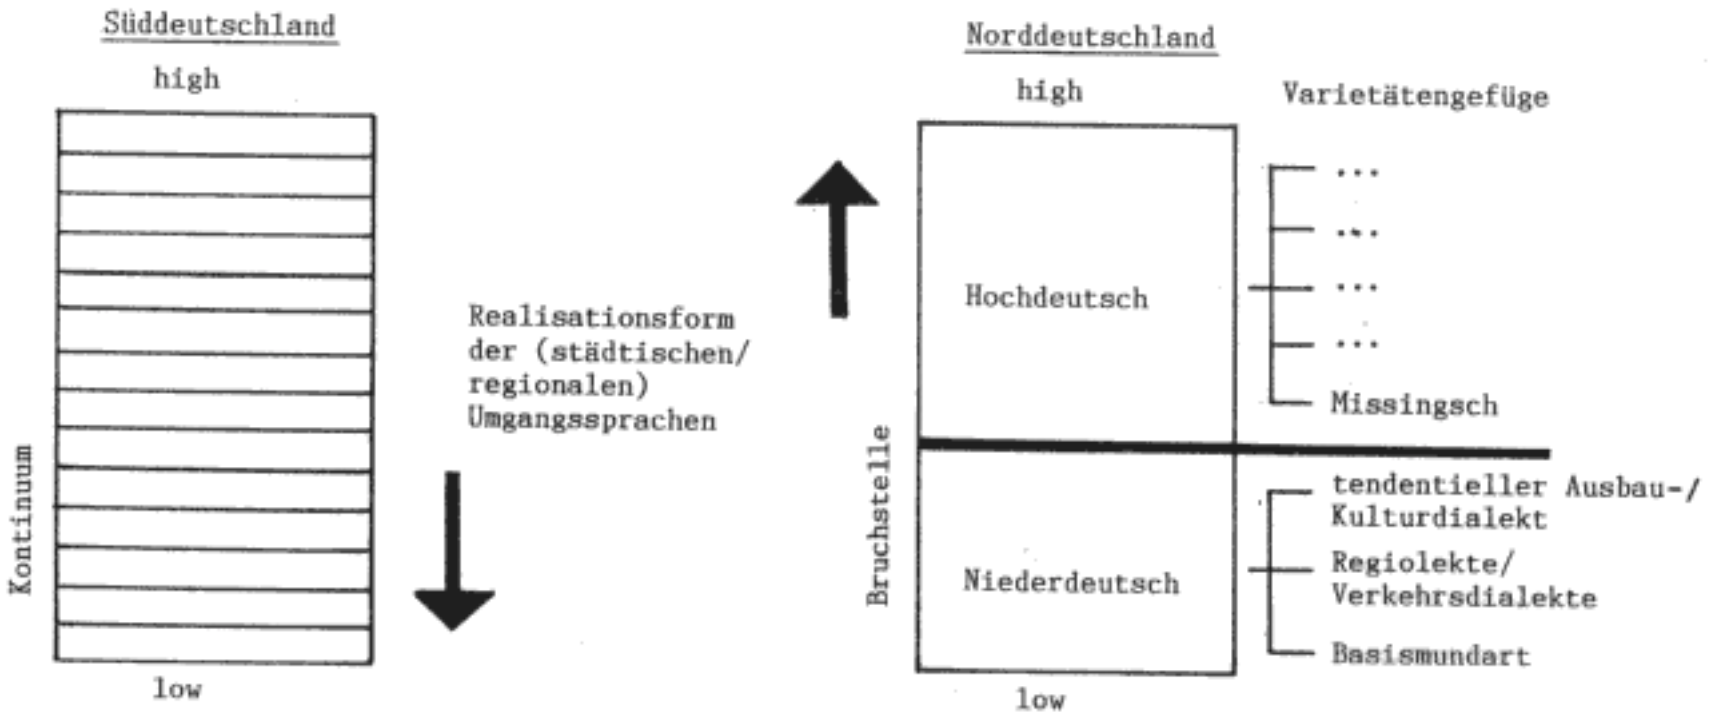 Süddeutschland
high
Kontinuum
low
Realisationsform
der (städtischen/
regionalen)
Umgangssprachen
Norddeutschland
high
Varietätengefüge
Bruchstelle
Hochdeutsch
...
...
...
...
Missingsch
Niederdeutsch
tendentieller Ausbau-/
Kulturdialekt
Regiolekte/
Verkehrsdialekte
Basismundart
low